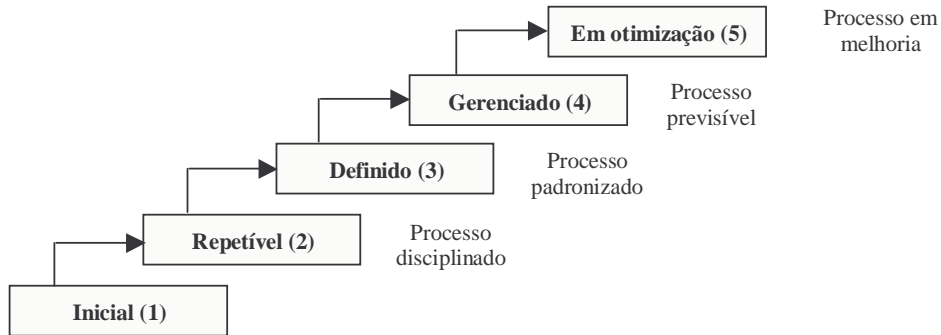 Em otimização (5)
Processo em
melhoria
Gerenciado (4)
Processo
previsível
Definido (3)
Processo
padronizado
Repetível (2)
Processo
disciplinado
Inicial (1)